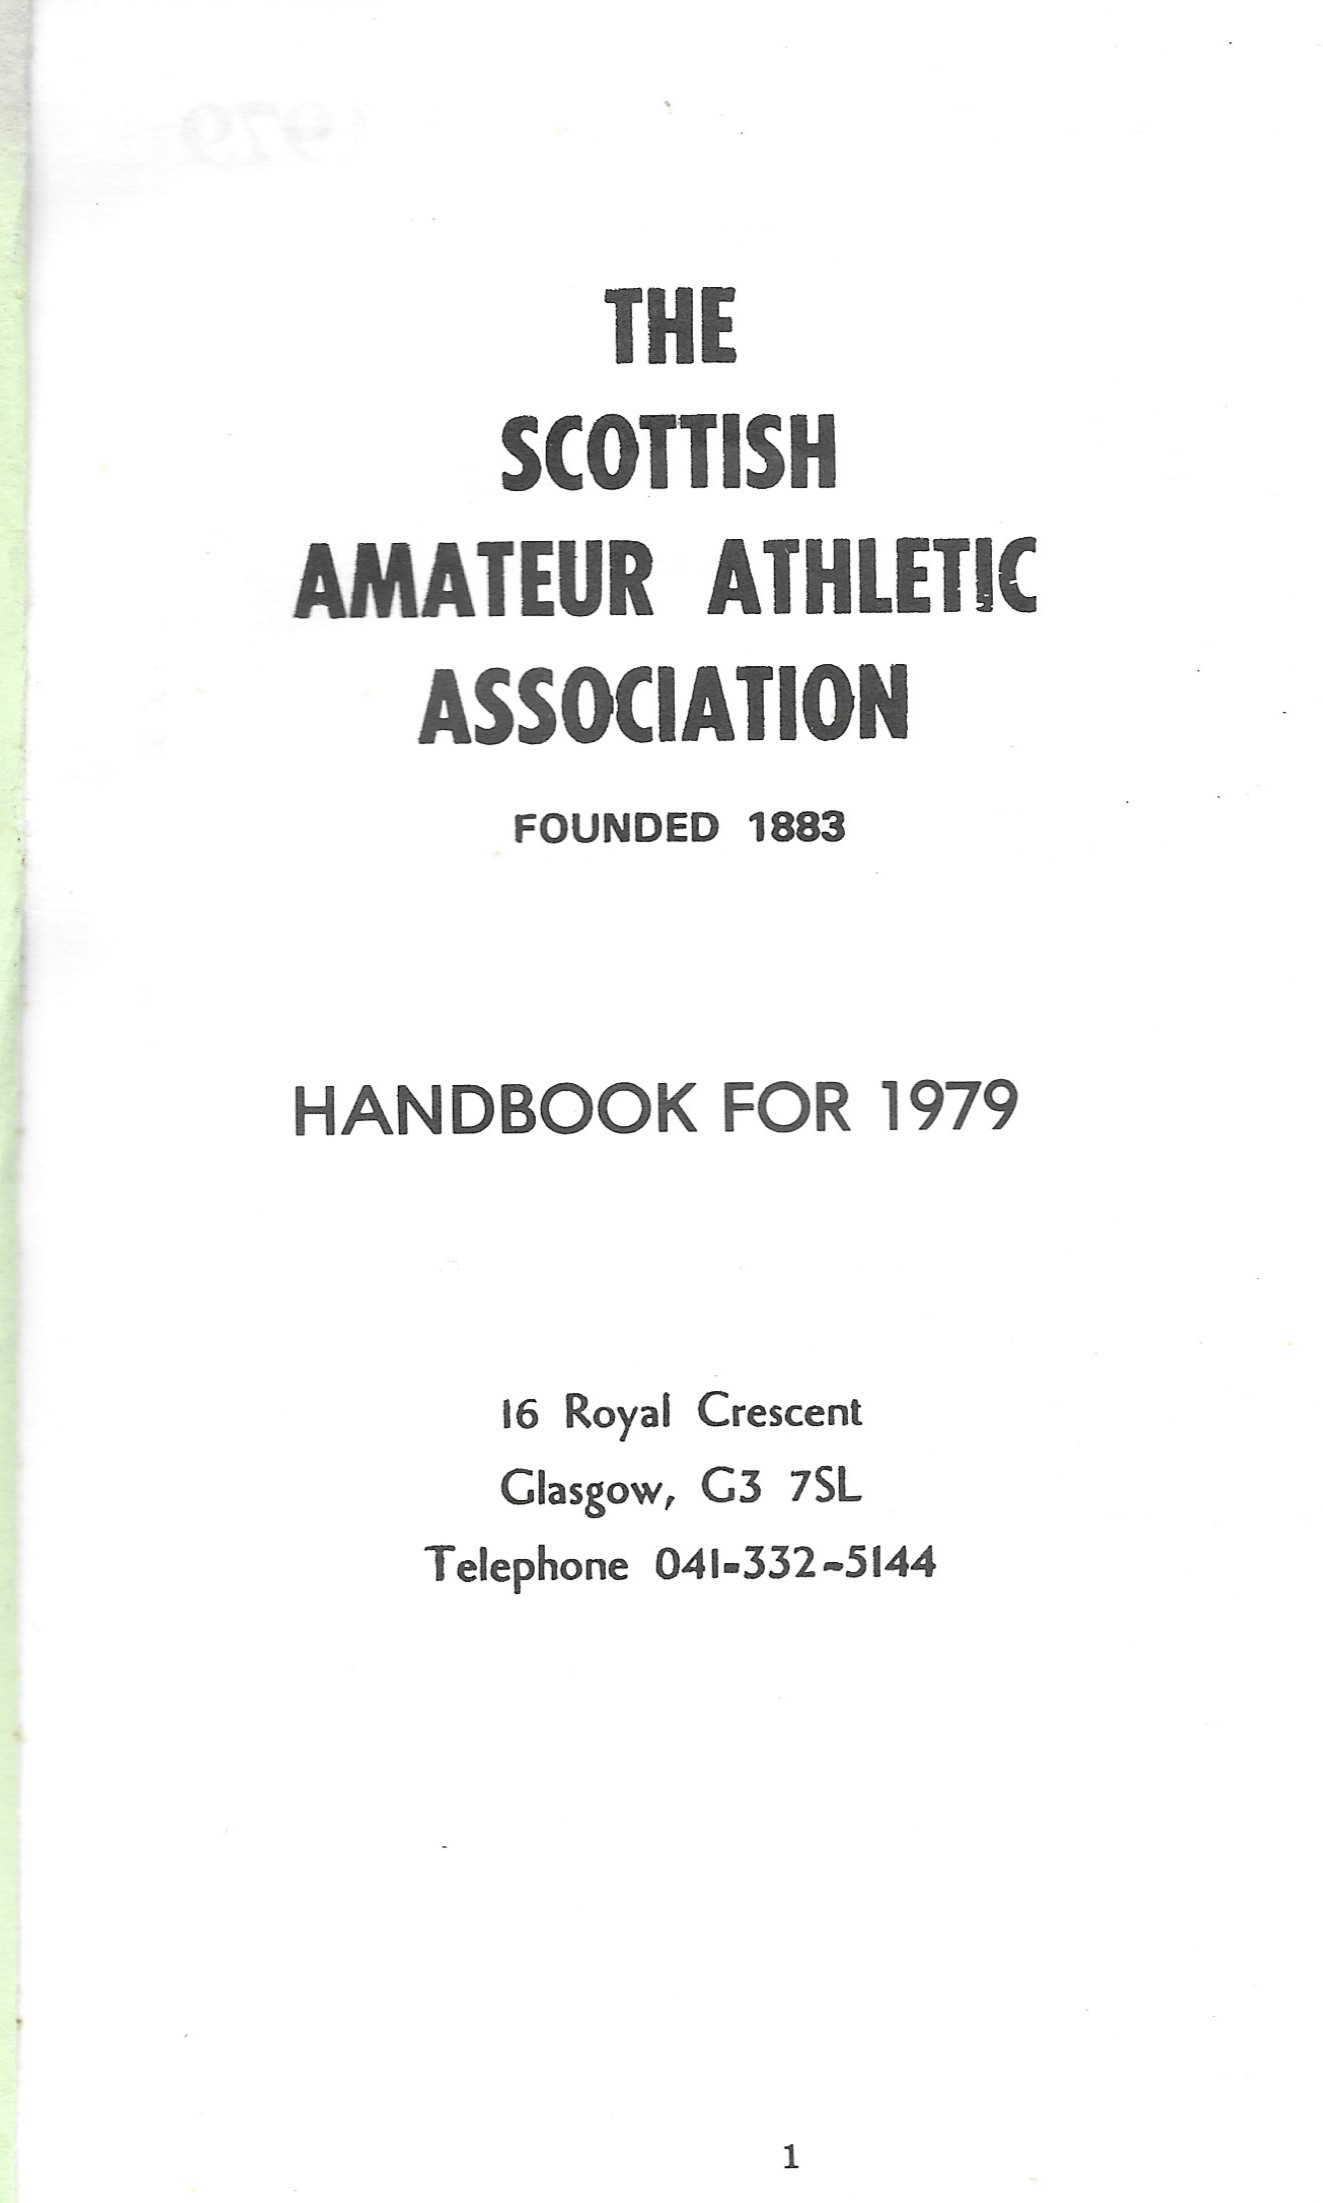 THE
SCOTTISH
AMATEUR ATHLETIC
ASSOCIATION
FOUNDED 1883
HANDBOOK FOR 1979
16 Royal Crescent
Glasgow, G3 7SL
Telephone 041-332-5144
1